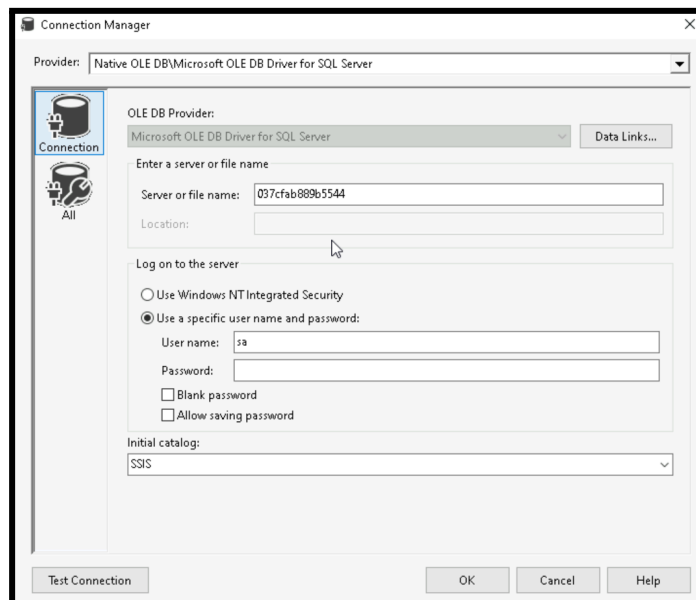 Connection Manager
Provider: Native OLE DB\Microsoft OLE DB Driver for SQL Server
Connection
All
OLE DB Provider:
Microsoft OLE DB Driver for SQL Server Data Links...
Enter a server or file name
Server or file name: 037cfab889b5544
Location:
Log on to the server
Use Windows NT Integrated Security
Use a specific user name and password:
User name: sa
Password:
Blank password
Allow saving password
Initial catalog:
SSIS
Test Connection OK Cancel Help